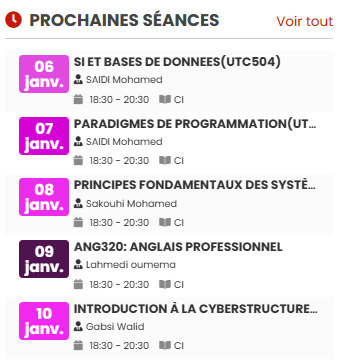 PROCHAINES SÉANCES Voir tout
06 janv.
SI ET BASES DE DONNEES(UTC504)
SAIDI Mohamed
18:30 - 20:30 CI
07 janv.
PARADIGMES DE PROGRAMMATION(UT...
SAIDI Mohamed
18:30 - 20:30 CI
08 janv.
PRINCIPES FONDAMENTAUX DES SYSTÈ...
Sakouhi Mohamed
18:30 - 20:30 CI
09 janv.
ANG320: ANGLAIS PROFESSIONNEL
Lahmedi oumema
18:30 - 20:30 CI
10 janv.
INTRODUCTION À LA CYBERSTRUCTURE...
Gabsi Walid
18:30 - 20:30 CI